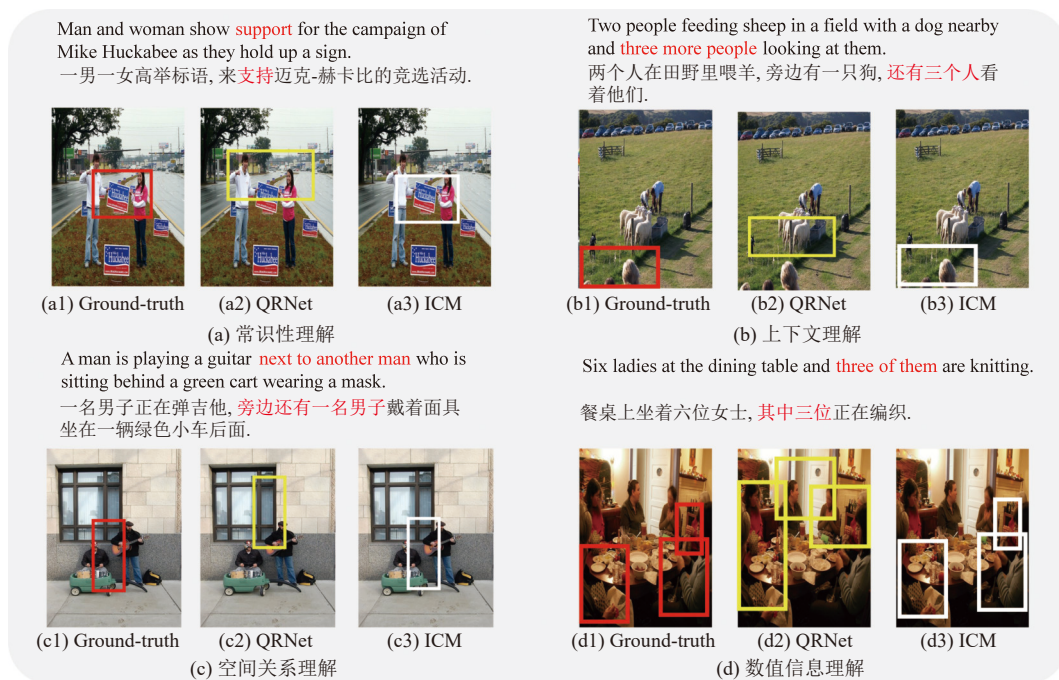 Man and woman show support for the campaign of
Mike Huckabee as they hold up a sign.
一男一女高举标语, 来支持迈克-赫卡比的竞选活动.
Huckabee
(a1) Ground-truth
(a2) QRNet
(a3) ICM
(a) 常识性理解
Two people feeding sheep in a field with a dog nearby
and three more people looking at them.
两个人在田野里喂羊, 旁边有一只狗, 还有三个人看
着他们.
(b1) Ground-truth
(b2) QRNet
(b3) ICM
(b) 上下文理解
A man is playing a guitar next to another man who is
sitting behind a green cart wearing a mask.
一名男子正在弹吉他, 旁边还有一名男子戴着面具
坐在一辆绿色小车后面.
(c1) Ground-truth
(c2) QRNet
(c3) ICM
(c) 空间关系理解
Six ladies at the dining table and three of them are knitting.
餐桌上坐着六位女士, 其中三位正在编织.
(d1) Ground-truth
(d2) QRNet
(d3) ICM
(d) 数值信息理解